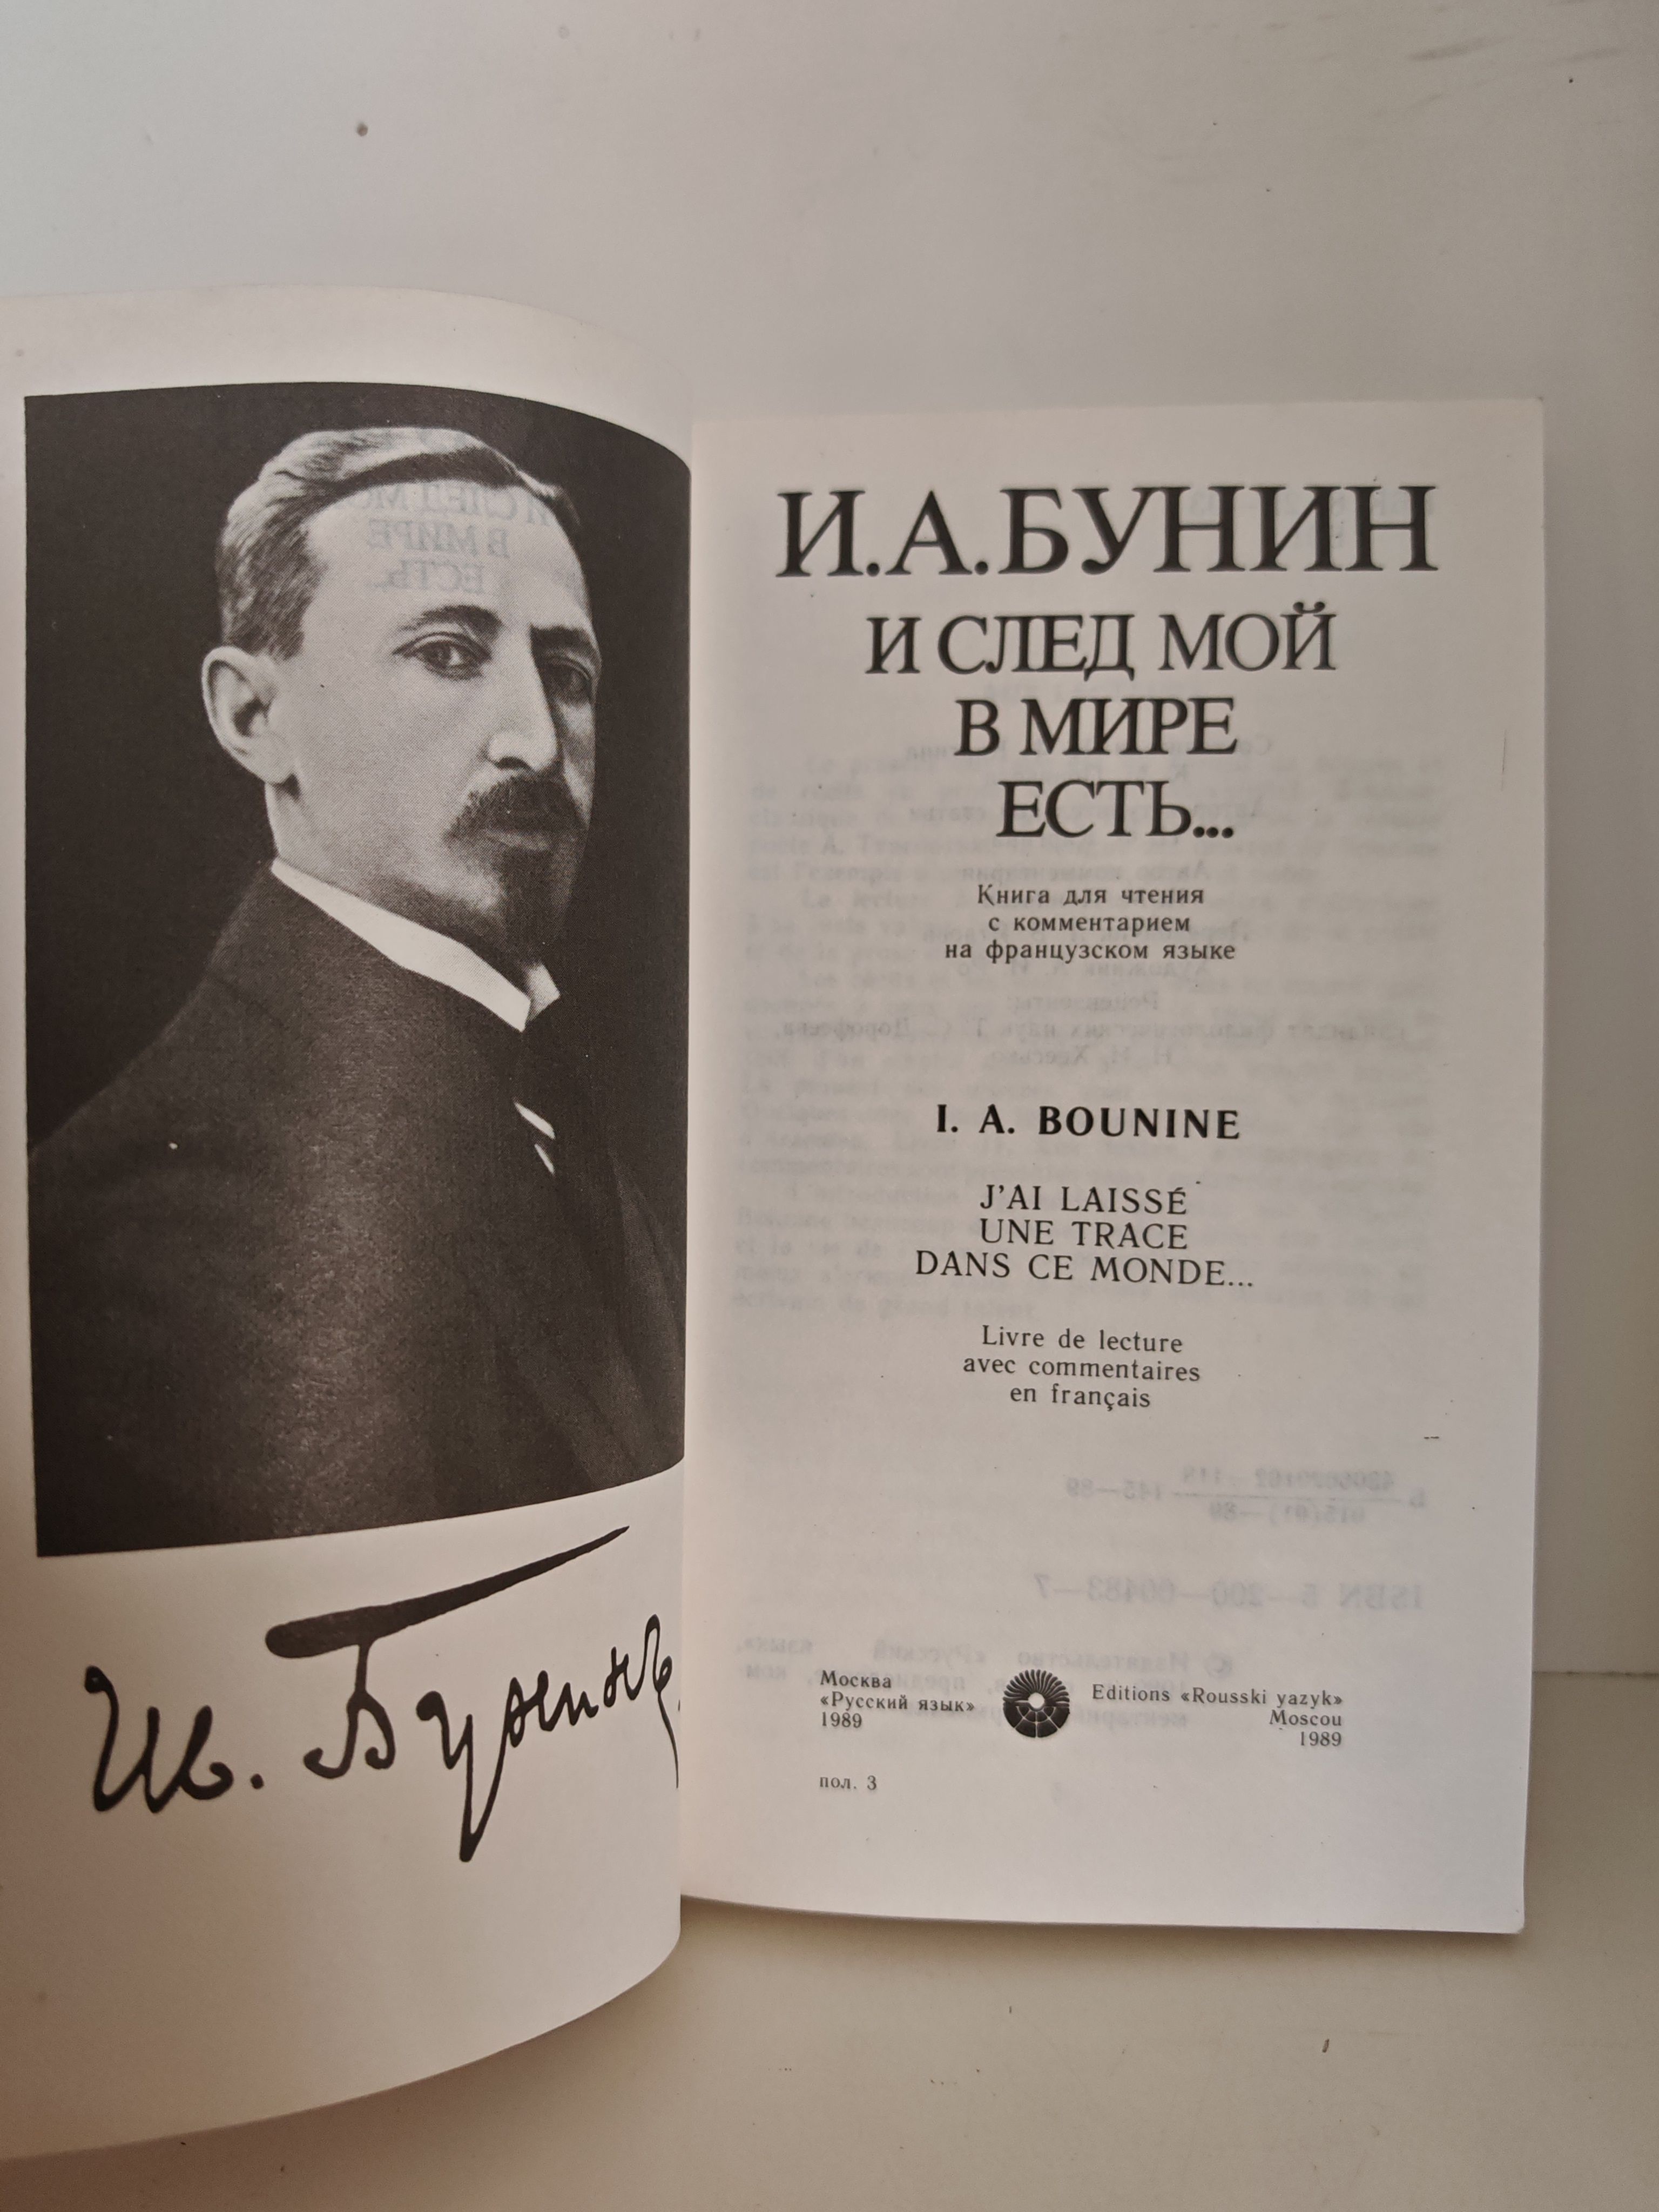 Ив. Бунинъ.
И.А.БУНИН
И СЛЕД МОЙ
В МИРЕ
ЕСТЬ...
Книга для чтения
с комментарием
на французском языке
I. A. BOUNINE
J'AI LAISSÉ
UNE TRACE
DANS CE MONDE...
Livre de lecture
avec commentaires
en français
Москва
«Русский язык»
1989
Editions «Rousski yazyk»
Moscou
1989
пол. 3